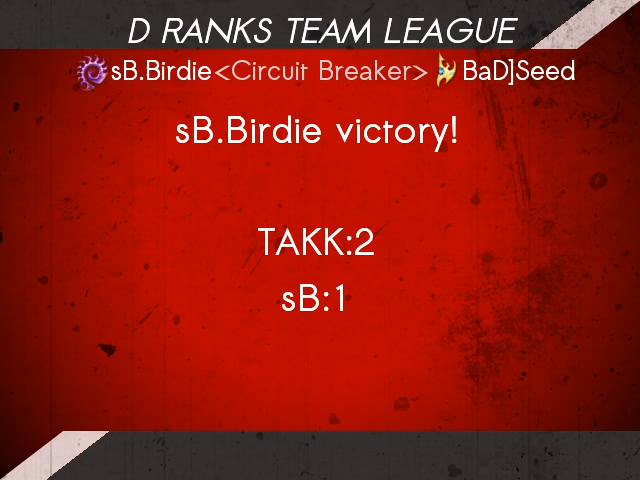 D RANKS TEAM LEAGUE
sB.Birdie<Circuit Breaker> BaD]Seed
sB.Birdie victory!
TAKK:2
sB:1